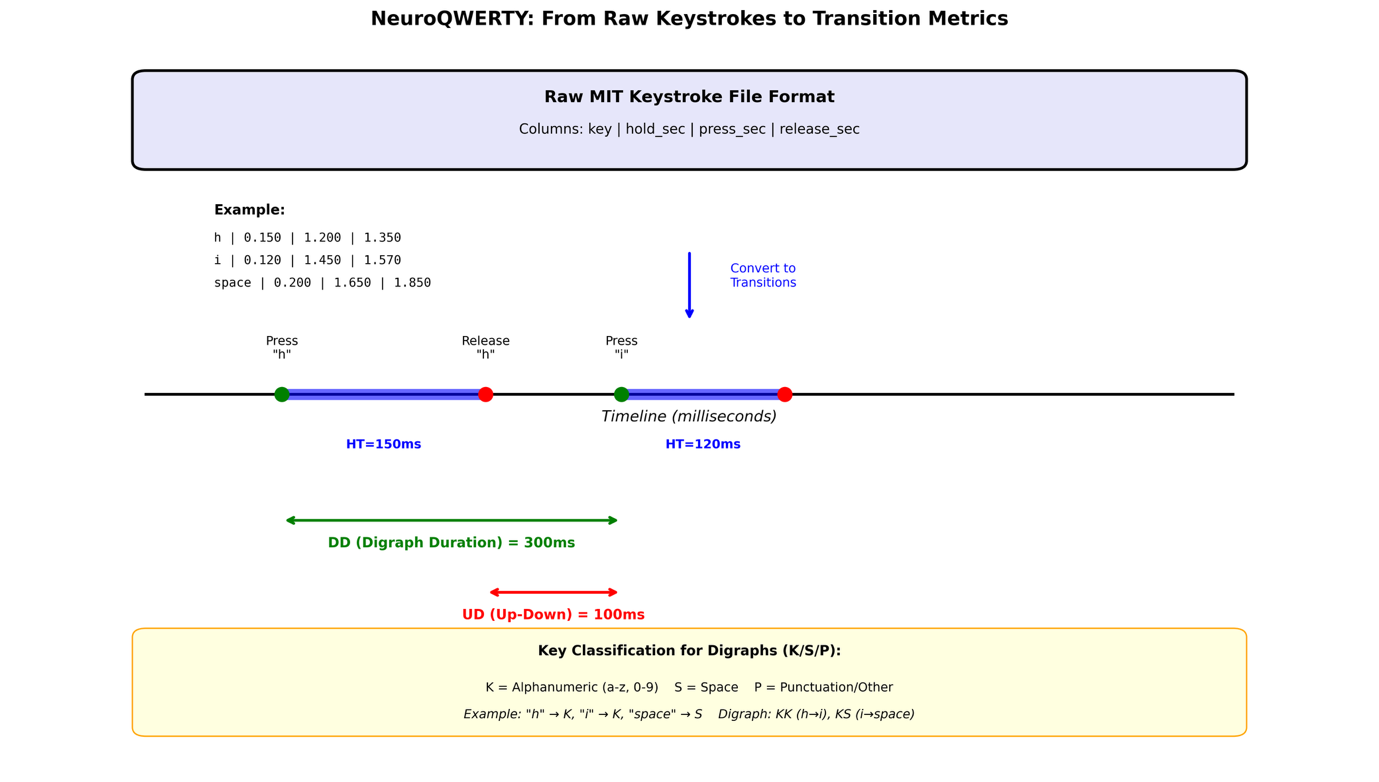 NeuroQWERTY: From Raw Keystrokes to Transition Metrics
Raw MIT Keystroke File Format
Columns: key | hold_sec | press_sec | release_sec
Example:
h | 0.150 | 1.200 | 1.350
i | 0.120 | 1.450 | 1.570
space | 0.200 | 1.650 | 1.850
Convert to
Transitions
Press
"h"
Release
"h"
Press
"i"
Timeline (milliseconds)
HT=150ms
HT=120ms
DD (Digraph Duration) = 300ms
UD (Up-Down) = 100ms
Key Classification for Digraphs (K/S/P):
K = Alphanumeric (a-z, 0-9)    S = Space    P = Punctuation/Other
Example: "h" → K, "i" → K, "space" → S    Digraph: KK (h→i), KS (i→space)